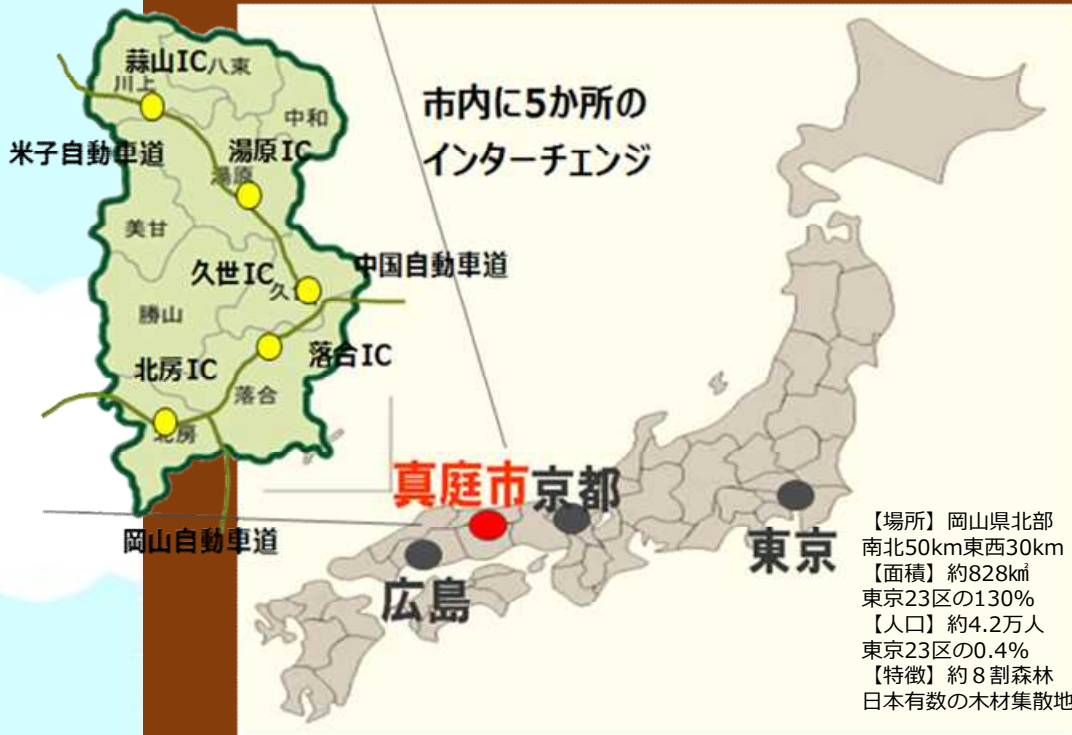 蒜山IC
八束
川上
中和
米子自動車道
湯原IC
湯原
美甘
久世IC
久世
中国自動車道
勝山
北房IC
落合IC
落合
北房
岡山自動車道
市内に5か所の
インターチェンジ
真庭市
京都
広島
東京
【場所】岡山県北部
南北50km東西30km
【面積】約828㎢
東京23区の130%
【人口】約4.2万人
東京23区の0.4%
【特徴】約８割森林
日本有数の木材集散地